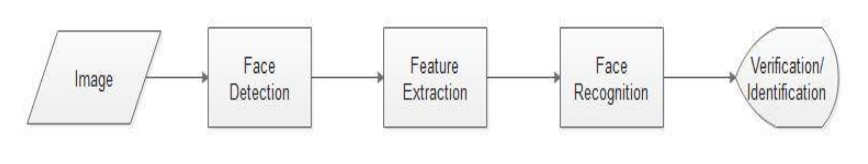 Image
Face
Detection
Feature
Extraction
Face
Recognition
Verification/
Identification